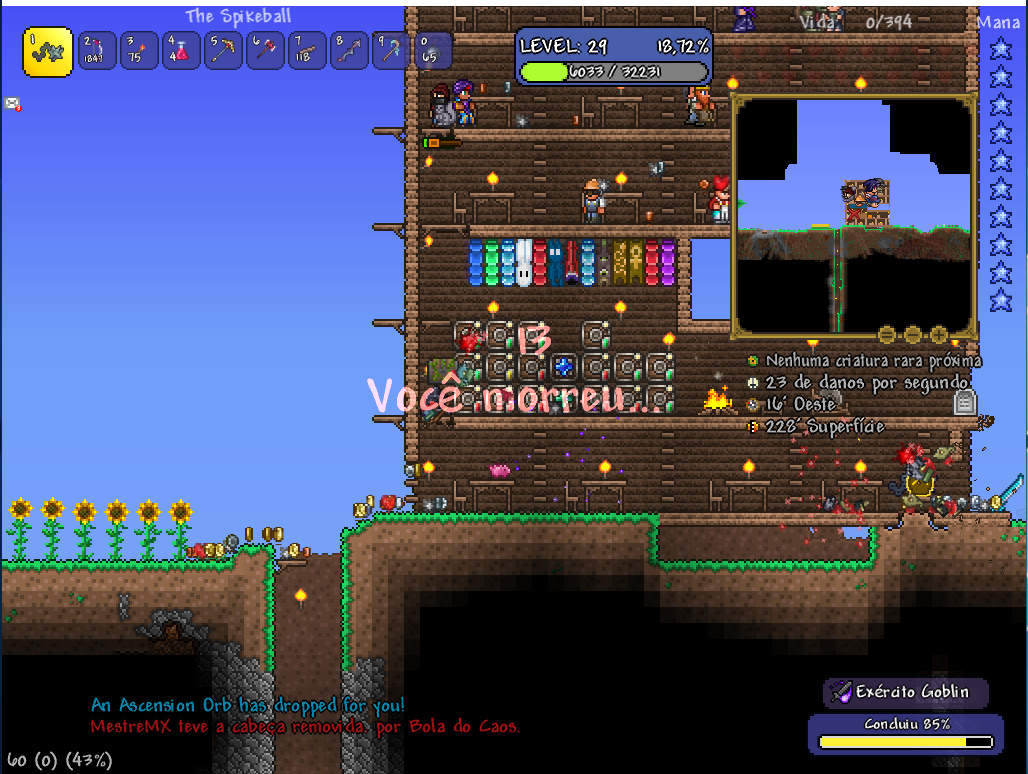 The Spikeball
Vida 0/394
Mana
1 2 3 4 5 6 7 8 9 0
1849 75 4 118 65
LEVEL: 29 18,72%
6033 / 32231
13
Você morreu...
Nenhuma criatura rara próxima
23 de danos por segundo
16' Oeste
228' Superfície
An Ascension Orb has dropped for you!
MestreMX teve a cabeça removida. por Bola do Caos.
Exército Goblin
Concluiu 85%
60 (0) (43%)